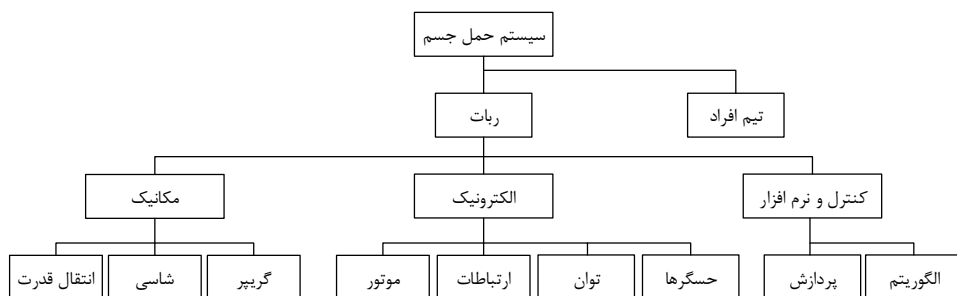 سیستم حمل جسم
تیم افراد
ربات
کنترل و نرم افزار
الکترونیک
مکانیک
الگوریتم
پردازش
حسگرها
توان
ارتباطات
موتور
گریپر
شاسی
انتقال قدرت